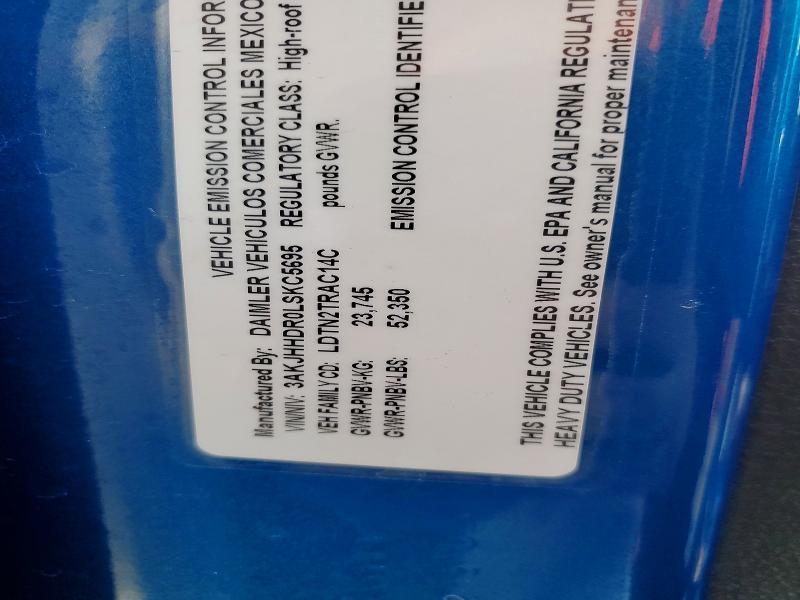 VEHICLE EMISSION CONTROL INFOR
Manufactured By: DAIMLER VEHICULOS COMERCIALES MEXICO
VIN/NIV: 3AKJHHDR0LSKC5695 REGULATORY CLASS: High-roof
VEH FAMILY CD: LDTN2TRAC14C pounds GVWR.
GVWR-PNBV-KG: 23,745
GVWR-PNBV-LBS: 52,350 EMISSION CONTROL IDENTIFIE
THIS VEHICLE COMPLIES WITH U.S. EPA AND CALIFORNIA REGULATI
HEAVY DUTY VEHICLES. See owner's manual for proper maintenan